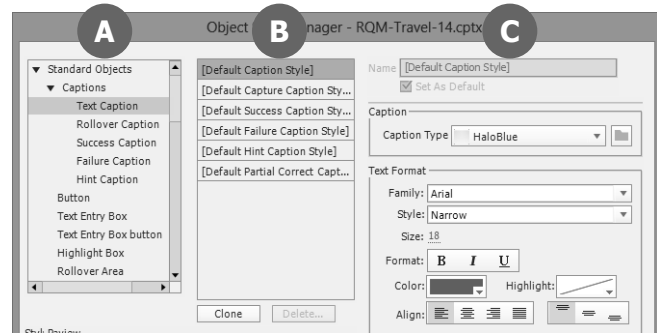 Object nager - RQM-Travel-14.cptx
A
B
C
Standard Objects
Captions
Text Caption
Rollover Caption
Success Caption
Failure Caption
Hint Caption
Button
Text Entry Box
Text Entry Box button
Highlight Box
Rollover Area
[Default Caption Style]
[Default Capture Caption Sty...
[Default Success Caption Sty...
[Default Failure Caption Style]
[Default Hint Caption Style]
[Default Partial Correct Capt...
Clone Delete...
Name [Default Caption Style]
Set As Default
Caption
Caption Type HaloBlue
Text Format
Family: Arial
Style: Narrow
Size: 18
Format: B I U
Color: Highlight:
Align: